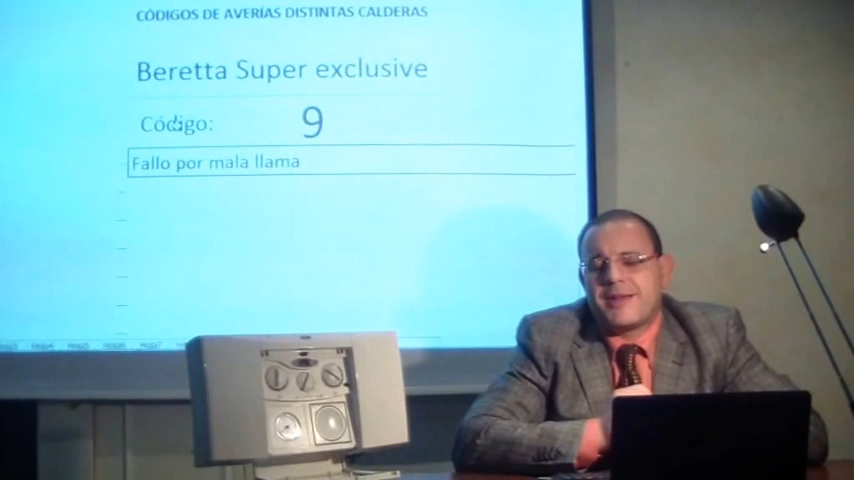 CÓDIGOS DE AVERÍAS DISTINTAS CALDERAS
Beretta Super exclusive
Código: 9
Fallo por mala llama